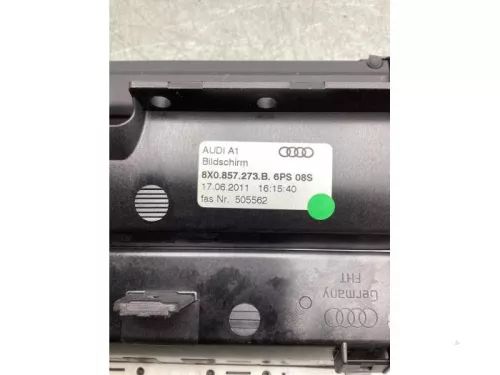 AUDI A1
Bildschirm
8X0.857.273.B. 6PS 08S
17.06.2011 16:15:40
fas Nr. 505562
Germany
FHT